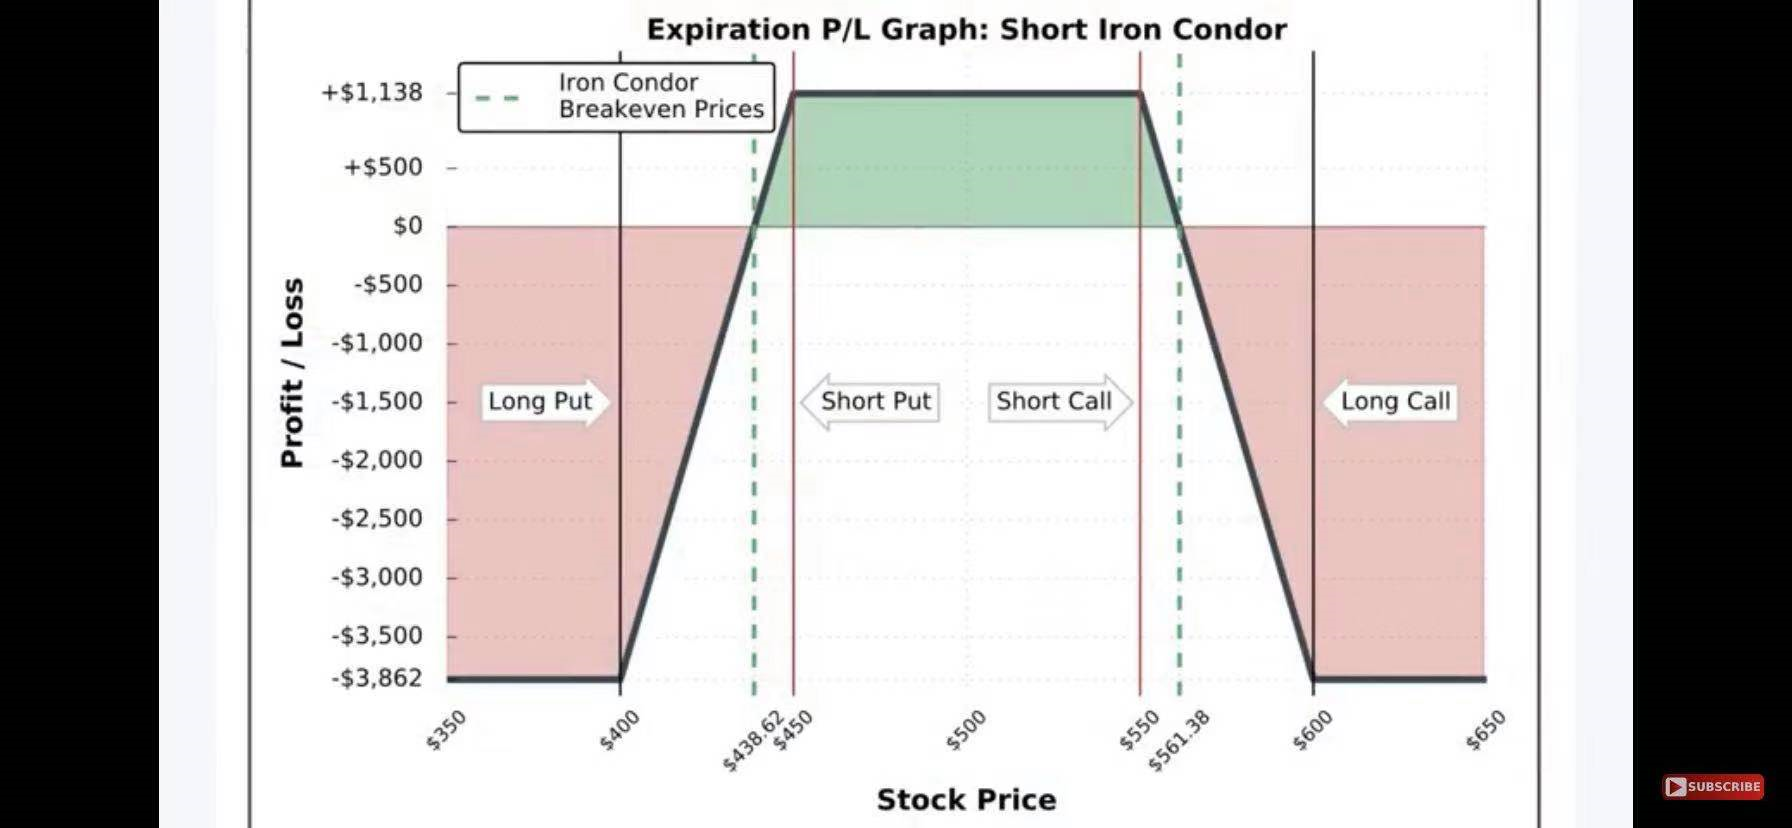 Expiration P/L Graph: Short Iron Condor
Iron Condor
Breakeven Prices
+$1,138
+$500
$0
-$500
-$1,000
-$1,500
-$2,000
-$2,500
-$3,000
-$3,500
-$3,862
Profit / Loss
Long Put
Short Put
Short Call
Long Call
$350
$400
$438.62
$450
$500
$550
$561.38
$600
$650
Stock Price
SUBSCRIBE